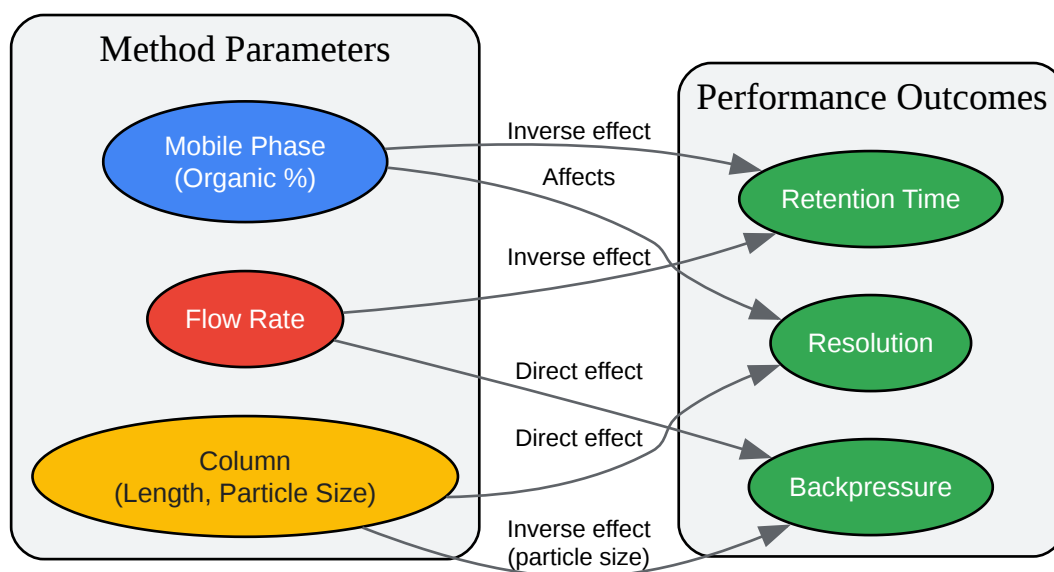 Method Parameters
Performance Outcomes
Mobile Phase
(Organic %)
Flow Rate
Column
(Length, Particle Size)
Inverse effect
Affects
Inverse effect
Direct effect
Direct effect
Inverse effect
(particle size)
Retention Time
Resolution
Backpressure